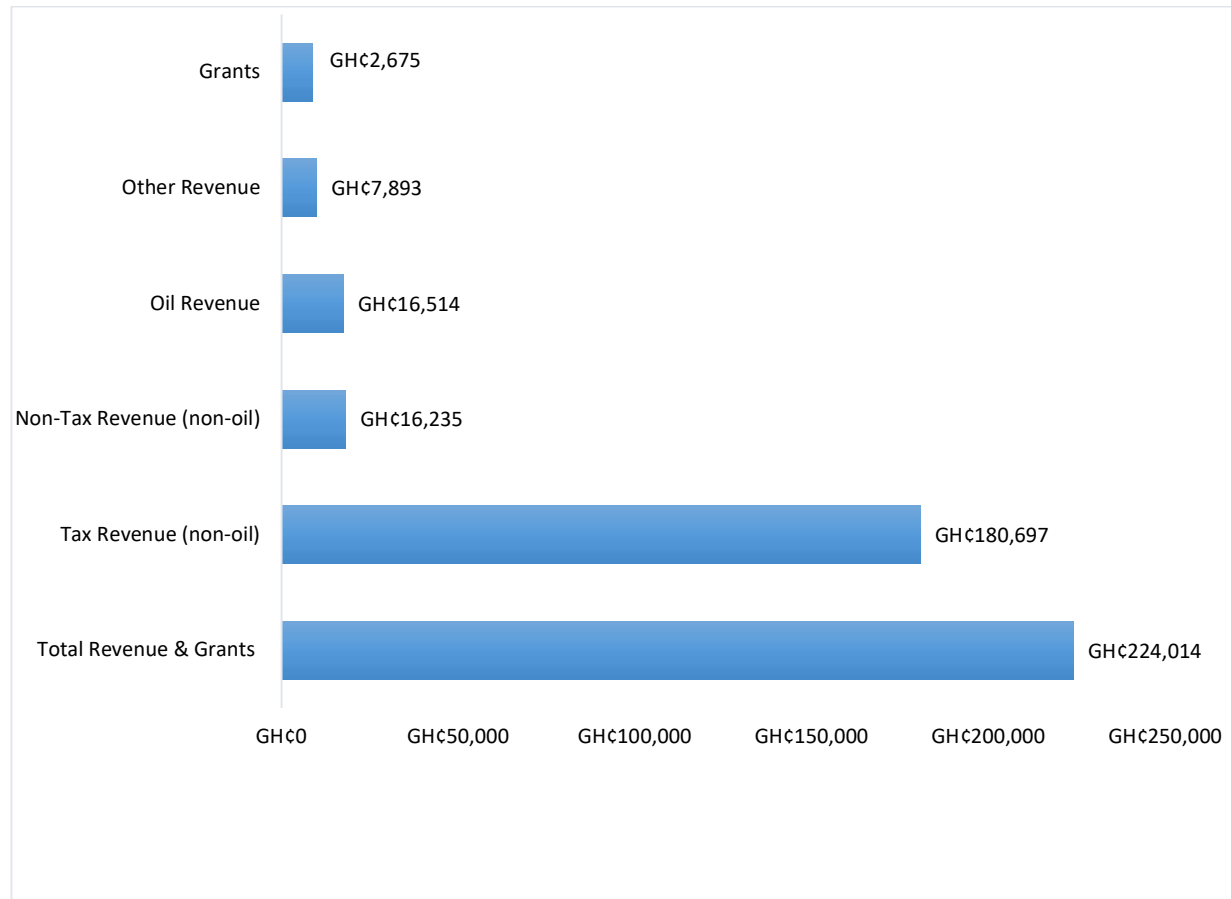 Grants
GH¢2,675
Other Revenue
GH¢7,893
Oil Revenue
GH¢16,514
Non-Tax Revenue (non-oil)
GH¢16,235
Tax Revenue (non-oil)
GH¢180,697
Total Revenue & Grants
GH¢224,014
GH¢0 GH¢50,000 GH¢100,000 GH¢150,000 GH¢200,000 GH¢250,000